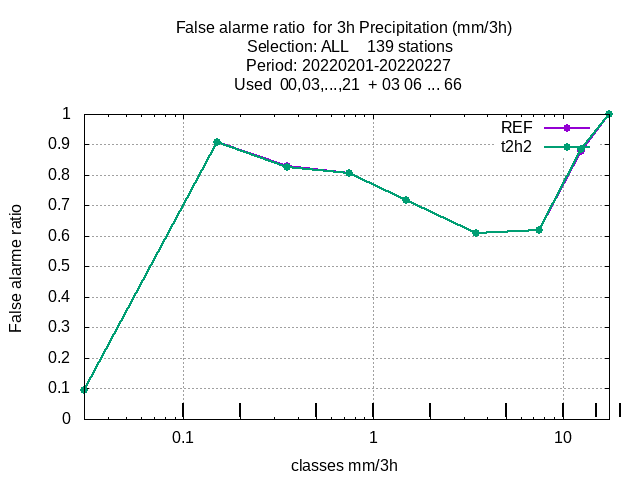 False alarme ratio  for 3h Precipitation (mm/3h)
Selection: ALL    139 stations
Period: 20220201-20220227
Used  00,03,...,21  + 03 06 ... 66
REF
t2h2
1
0.9
0.8
0.7
0.6
0.5
0.4
0.3
0.2
0.1
0
False alarme ratio
0.1
1
10
classes mm/3h